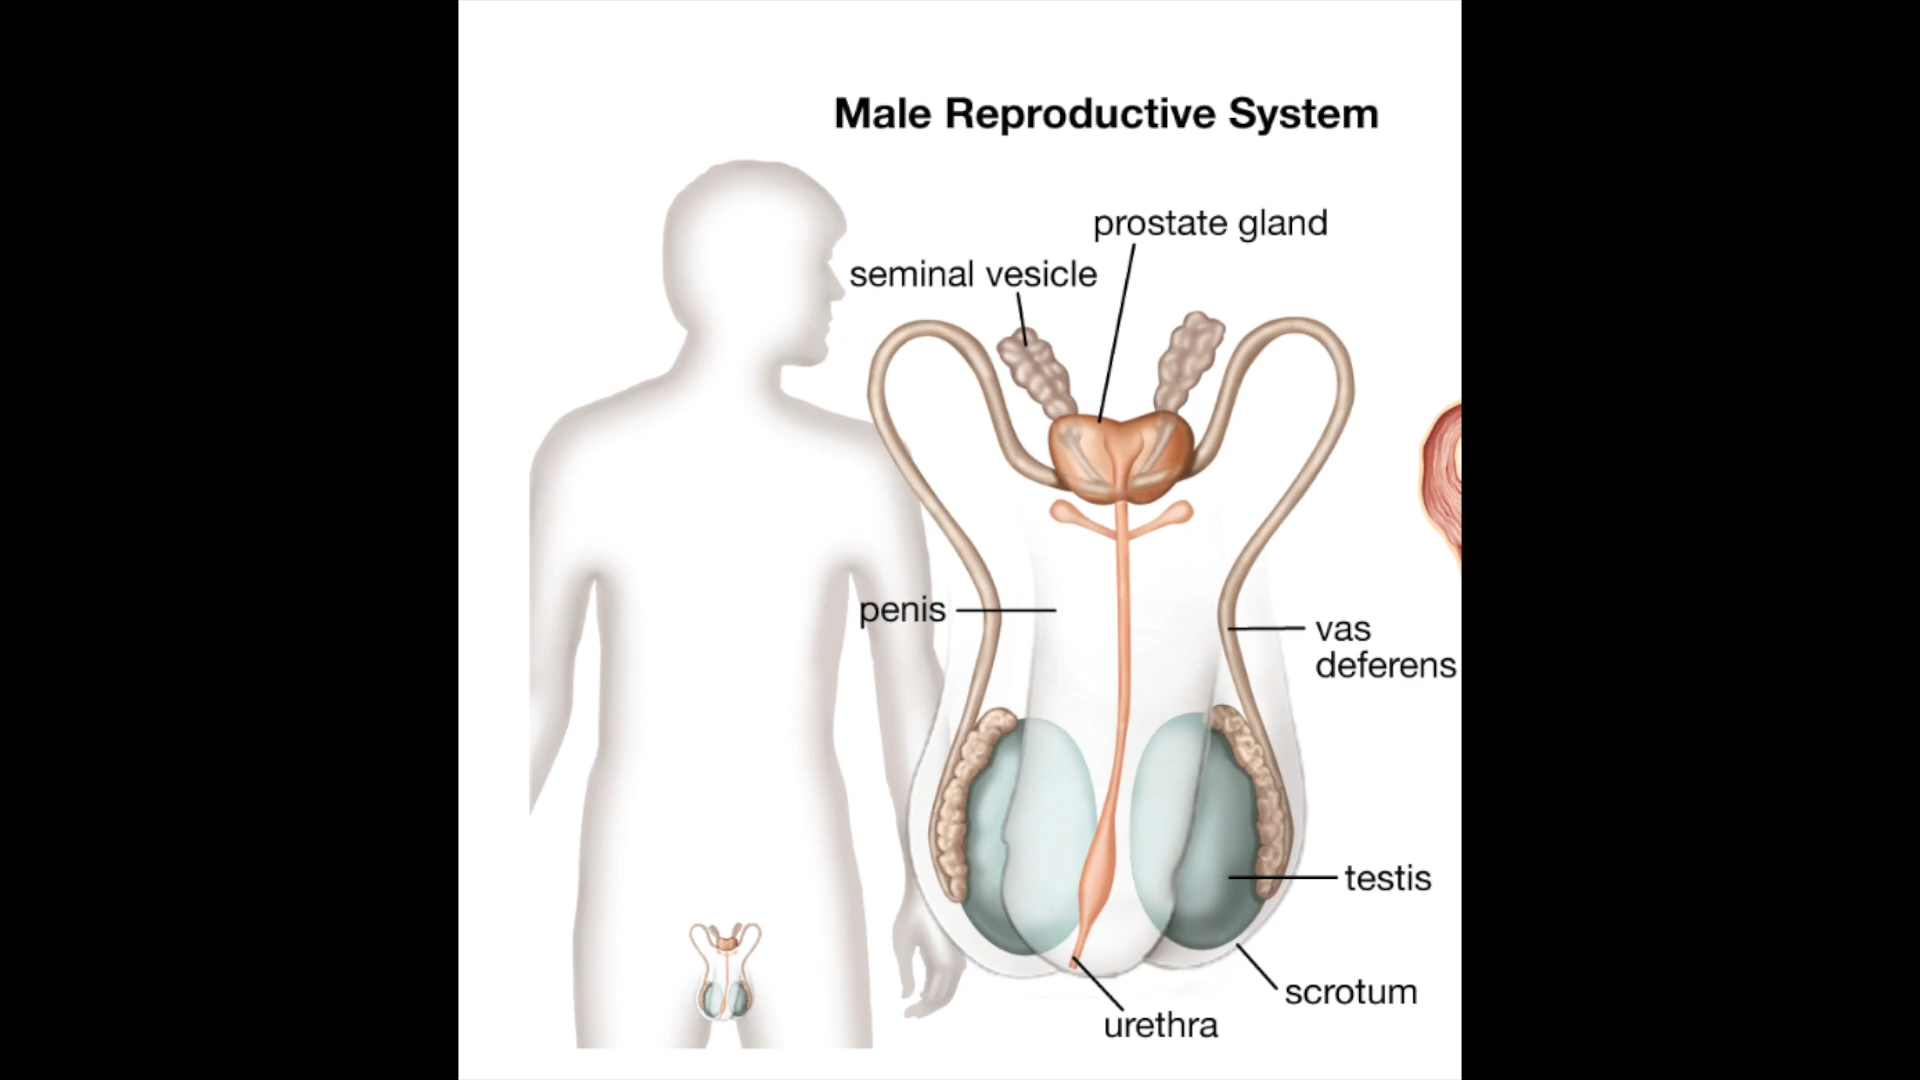 Male Reproductive System
prostate gland
seminal vesicle
penis
vas
deferens
testis
scrotum
urethra